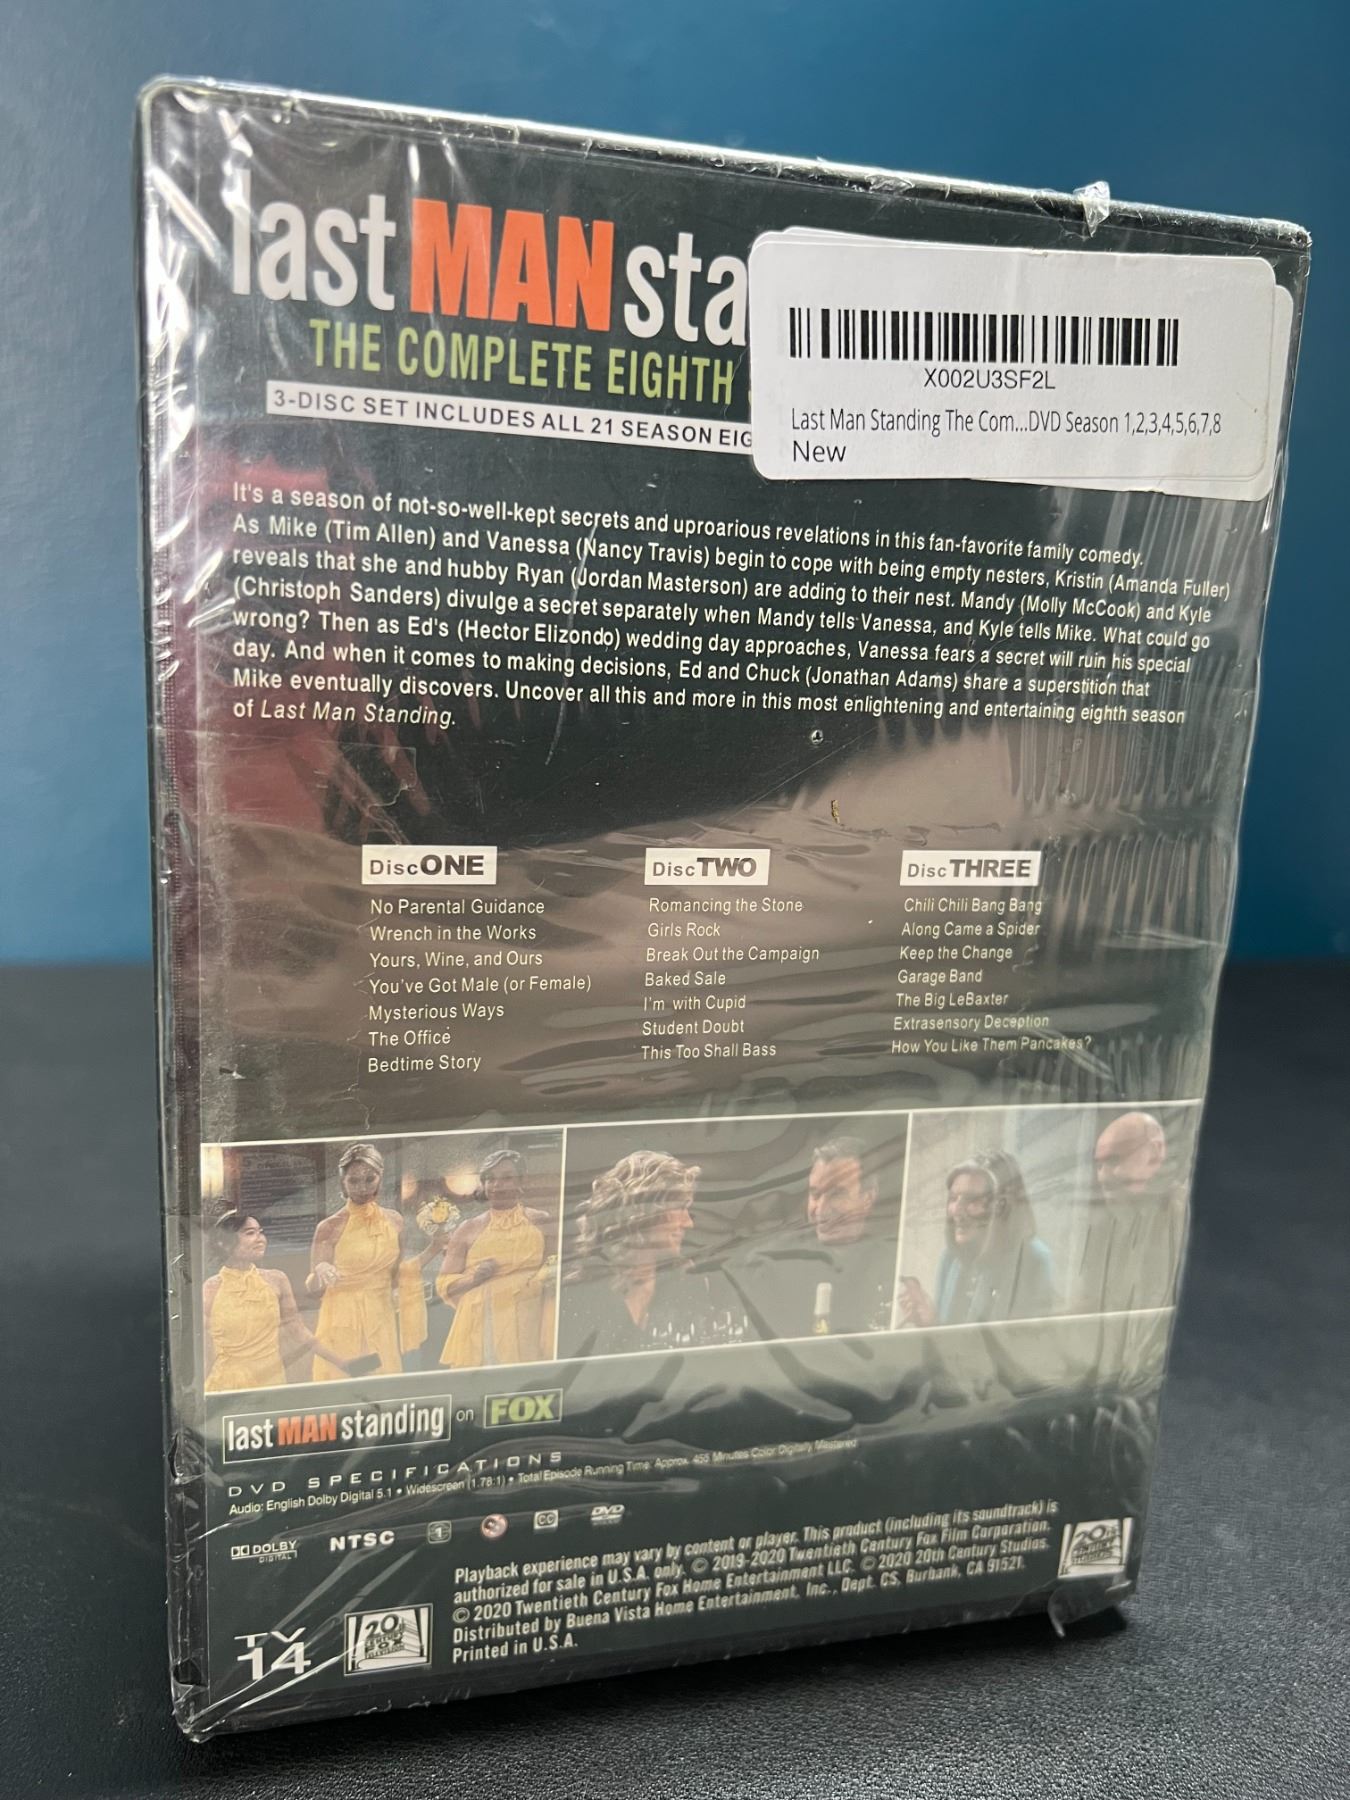 last MAN sta
THE COMPLETE EIGHTH
3-DISC SET INCLUDES ALL 21 SEASON EIG
X002U3SF2L
Last Man Standing The Com...DVD Season 1,2,3,4,5,6,7,8
New
It's a season of not-so-well-kept secrets and uproarious revelations in this fan-favorite family comedy.
As Mike (Tim Allen) and Vanessa (Nancy Travis) begin to cope with being empty nesters, Kristin (Amanda Fuller)
reveals that she and hubby Ryan (Jordan Masterson) are adding to their nest. Mandy (Molly McCook) and Kyle
(Christoph Sanders) divulge a secret separately when Mandy tells Vanessa, and Kyle tells Mike. What could go
wrong? Then as Ed's (Hector Elizondo) wedding day approaches, Vanessa fears a secret will ruin his special
day. And when it comes to making decisions, Ed and Chuck (Jonathan Adams) share a superstition that
Mike eventually discovers. Uncover all this and more in this most enlightening and entertaining eighth season
of Last Man Standing.
Disc ONE
No Parental Guidance
Wrench in the Works
Yours, Wine, and Ours
You've Got Male (or Female)
Mysterious Ways
The Office
Bedtime Story
Disc TWO
Romancing the Stone
Girls Rock
Break Out the Campaign
Baked Sale
I'm with Cupid
Student Doubt
This Too Shall Bass
Disc THREE
Chili Chili Bang Bang
Along Came a Spider
Keep the Change
Garage Band
The Big LeBaxter
Extrasensory Deception
How You Like Them Pancakes?
last MAN standing on FOX
DVD SPECIFICATIONS
Audio: English Dolby Digital 5.1 • Widescreen (1.78:1) • Total Episode Running Time: Approx. 455 Minutes Color Digitally Mastered
DOLBY DIGITAL NTSC 1 CC DVD
Playback experience may vary by content or player. This product (including its soundtrack) is
authorized for sale in U.S.A. only. © 2019-2020 Twentieth Century Fox Film Corporation.
© 2020 Twentieth Century Fox Home Entertainment LLC. © 2020 20th Century Studios.
Distributed by Buena Vista Home Entertainment, Inc., Dept. CS, Burbank, CA 91521.
Printed in U.S.A.
TV
14
20th